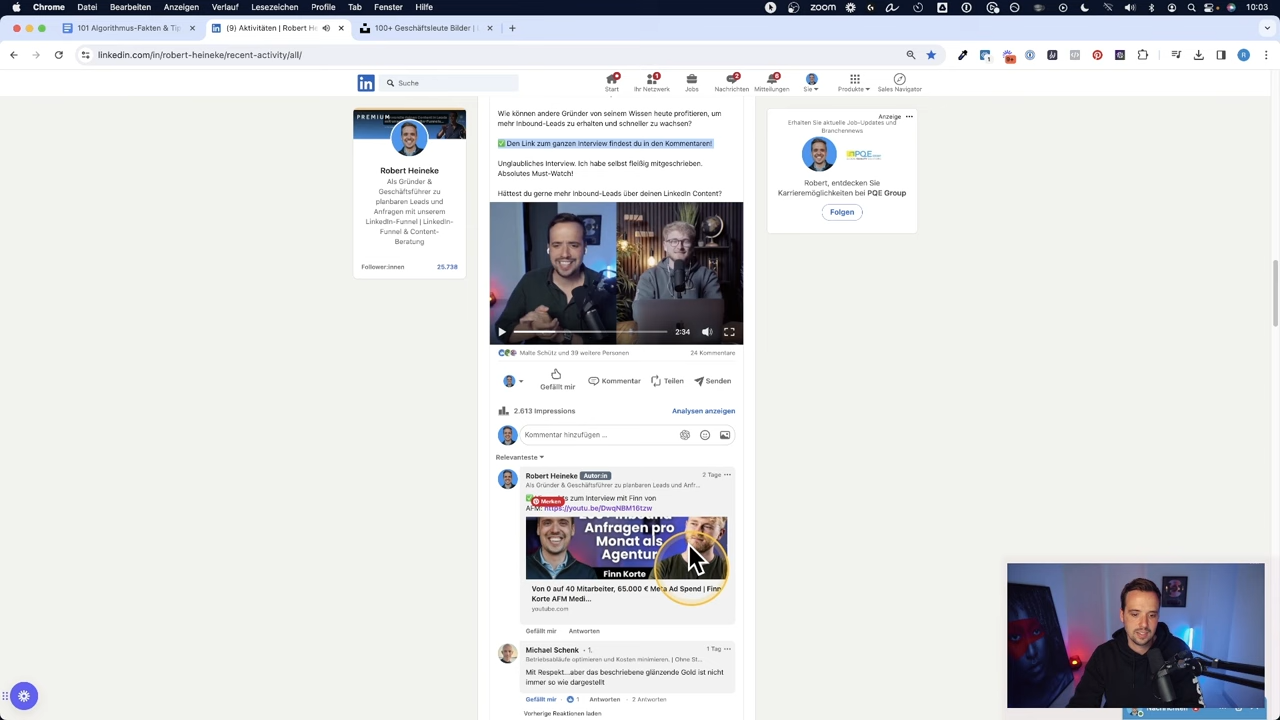 Chrome Ablage Bearbeiten Darstellung Verlauf Lesezeichen Profile Tab Fenster Hilfe
10:03
101 Algorithmus-Fakten & Tip
(9) Aktivitäten | Robert He
100+ Geschäftsleute Bilder |
linkedin.com/in/robert-heineke/recent-activity/all/
in
Suche
Start
Ihr Netzwerk
Jobs
Nachrichten
Mitteilungen
Sie
Produkte
Sales Navigator
PREMIUM
Robert Heineke
Als Gründer &
Geschäftsführer zu
planbaren Leads und
Anfragen mit unserem
LinkedIn-Funnel | LinkedIn-
Funnel & Content-
Beratung
Follower:innen 25.738
Wie können andere Gründer von seinem Wissen heute profitieren, um
mehr Inbound-Leads zu erhalten und schneller zu wachsen?
✅ Den Link zum ganzen Interview findest du in den Kommentaren!
Unglaubliches Interview. Ich habe selbst fleißig mitgeschrieben.
Absolutes Must-Watch!
Hättest du gerne mehr Inbound-Leads über deinen LinkedIn Content?
2:34
Malte Schütz und 39 weitere Personen
24 Kommentare
Gefällt mir
Kommentar
Teilen
Senden
2.613 Impressions
Analysen anzeigen
Kommentar hinzufügen ...
Relevanteste
Robert Heineke Autor:in
2 Tage
Als Gründer & Geschäftsführer zu planbaren Leads und Anfr...
zum Interview mit Finn von
Merken
AFM: https://youtu.be/DwqNBM16tzw
Anfragen pro
Monat als
Agentur
Finn Korte
Von 0 auf 40 Mitarbeiter, 65.000 € Meta Ad Spend | Finn
Korte AFM Medi...
youtube.com
Gefällt mir Antworten
Michael Schenk · 1.
1 Tag
Betriebsabläufe optimieren und Kosten minimieren. | Ohne St...
Mit Respekt...aber das beschriebene glänzende Gold ist nicht
immer so wie dargestellt
Gefällt mir · 1 Antworten · 2 Antworten
Vorherige Reaktionen laden
Anzeige
Erhalten Sie aktuelle Job-Updates und
Branchennews
PQE
Robert, entdecken Sie
Karrieremöglichkeiten bei PQE Group
Folgen
Nachrichten